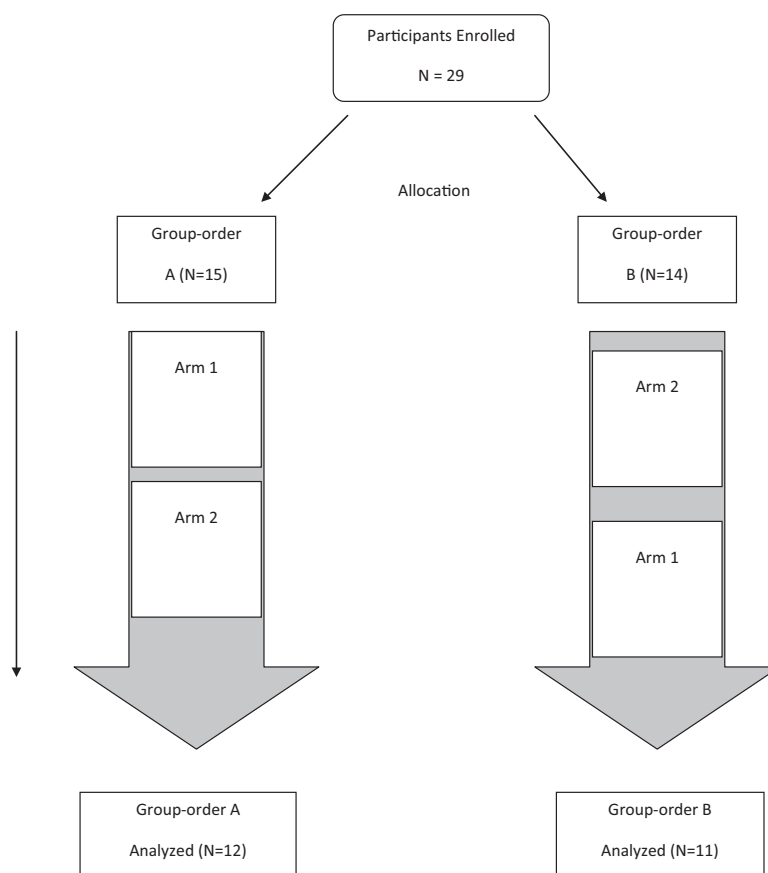 Participants Enrolled
N = 29
Allocation
Group-order
A (N=15)
Group-order
B (N=14)
Arm 1
Arm 2
Arm 2
Arm 1
Group-order A
Analyzed (N=12)
Group-order B
Analyzed (N=11)